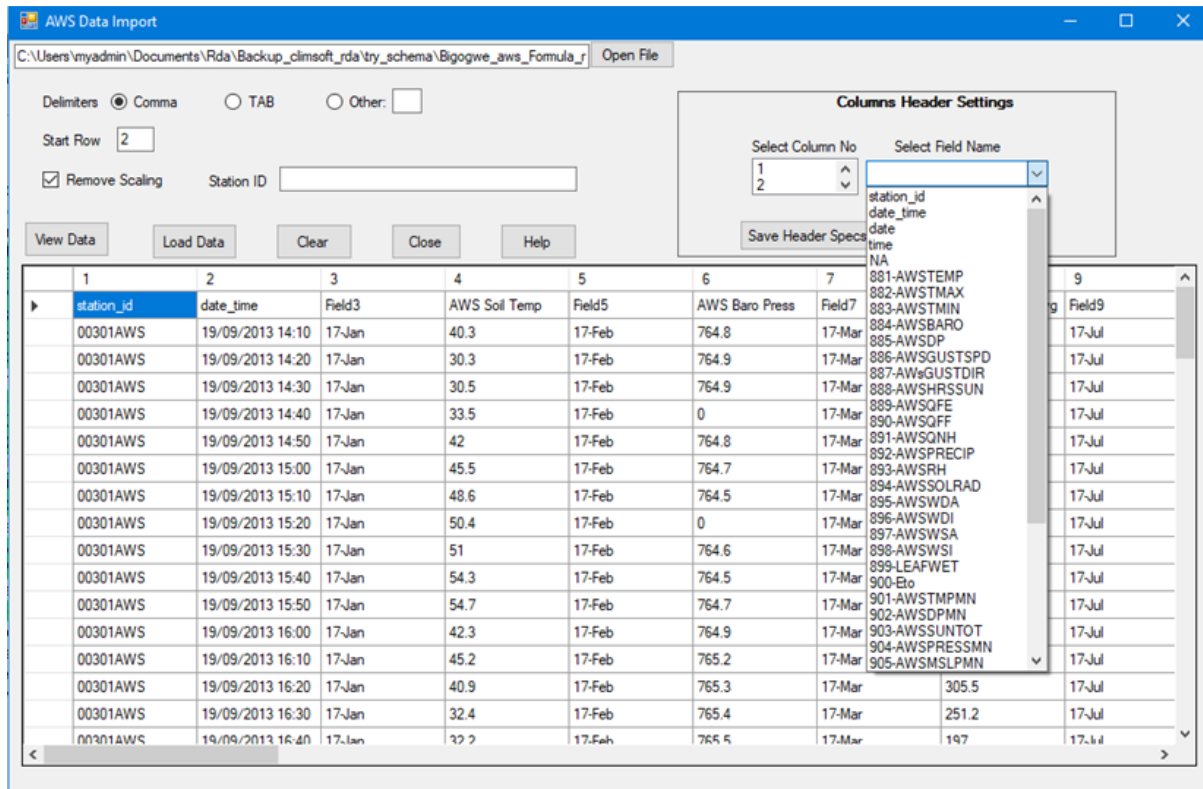 AWS Data Import
C:\Users\myadmin\Documents\Rda\Backup_climsoft_rda\try_schema\Bigogwe_aws_Formula_r Open File
Delimiters Comma TAB Other:
Columns Header Settings
Start Row 2
Select Column No Select Field Name
Remove Scaling Station ID
1
2
station_id
date_time
date
time
NA
881-AWSTEMP
882-AWSTMAX
883-AWSTMIN
884-AWSBARO
885-AWSDP
886-AWSGUSTSPD
887-AWsGUSTDIR
888-AWSHRSSUN
889-AWSQFE
890-AWSQFF
891-AWSQNH
892-AWSPRECIP
893-AWSRH
894-AWSSOLRAD
895-AWSWDA
896-AWSWDI
897-AWSWSA
898-AWSWSI
899-LEAFWET
900-Eto
901-AWSTMPMN
902-AWSDPMN
903-AWSSUNTOT
904-AWSPRESSMN
905-AWSMSLPMN
Save Header Specs
View Data Load Data Clear Close Help
1 2 3 4 5 6 7 9
station_id date_time Field3 AWS Soil Temp Field5 AWS Baro Press Field7 Field9
00301AWS 19/09/2013 14:10 17-Jan 40.3 17-Feb 764.8 17-Mar 17-Jul
00301AWS 19/09/2013 14:20 17-Jan 30.3 17-Feb 764.9 17-Mar 17-Jul
00301AWS 19/09/2013 14:30 17-Jan 30.5 17-Feb 764.9 17-Mar 17-Jul
00301AWS 19/09/2013 14:40 17-Jan 33.5 17-Feb 0 17-Mar 17-Jul
00301AWS 19/09/2013 14:50 17-Jan 42 17-Feb 764.8 17-Mar 17-Jul
00301AWS 19/09/2013 15:00 17-Jan 45.5 17-Feb 764.7 17-Mar 17-Jul
00301AWS 19/09/2013 15:10 17-Jan 48.6 17-Feb 764.5 17-Mar 17-Jul
00301AWS 19/09/2013 15:20 17-Jan 50.4 17-Feb 0 17-Mar 17-Jul
00301AWS 19/09/2013 15:30 17-Jan 51 17-Feb 764.6 17-Mar 17-Jul
00301AWS 19/09/2013 15:40 17-Jan 54.3 17-Feb 764.5 17-Mar 17-Jul
00301AWS 19/09/2013 15:50 17-Jan 54.7 17-Feb 764.7 17-Mar 17-Jul
00301AWS 19/09/2013 16:00 17-Jan 42.3 17-Feb 764.9 17-Mar 17-Jul
00301AWS 19/09/2013 16:10 17-Jan 45.2 17-Feb 765.2 17-Mar 17-Jul
00301AWS 19/09/2013 16:20 17-Jan 40.9 17-Feb 765.3 17-Mar 305.5 17-Jul
00301AWS 19/09/2013 16:30 17-Jan 32.4 17-Feb 765.4 17-Mar 251.2 17-Jul
00301AWS 19/09/2013 16:40 17-Jan 32.2 17-Feb 765.5 17-Mar 197 17-Jul